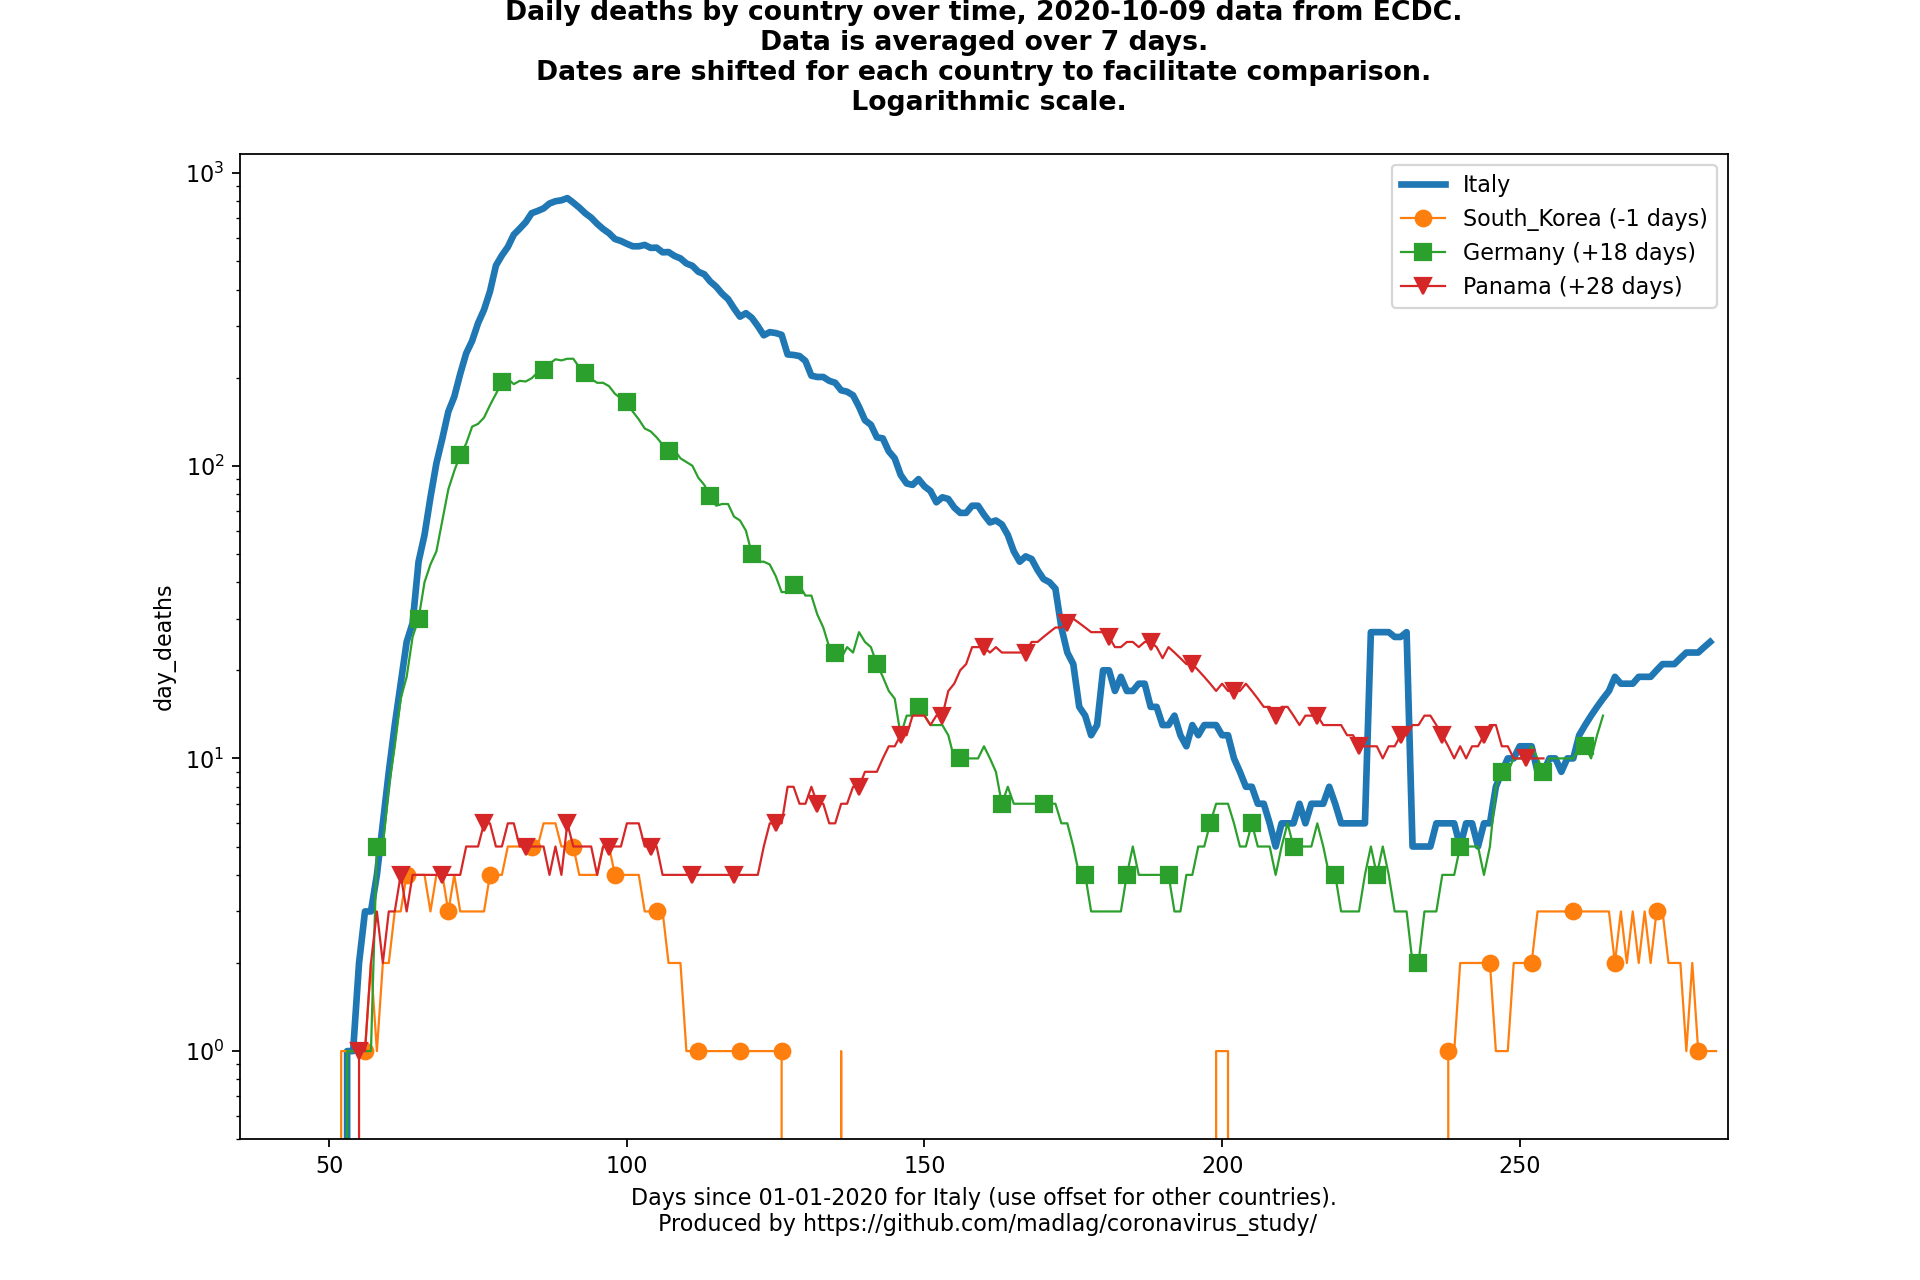 Daily deaths by country over time, 2020-10-09 data from ECDC.
Data is averaged over 7 days.
Dates are shifted for each country to facilitate comparison.
Logarithmic scale.
10³
10²
10¹
10⁰
day_deaths
Italy
South_Korea (-1 days)
Germany (+18 days)
Panama (+28 days)
50 100 150 200 250
Days since 01-01-2020 for Italy (use offset for other countries).
Produced by https://github.com/madlag/coronavirus_study/